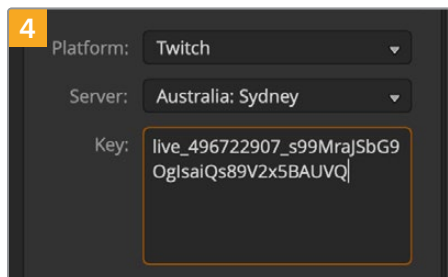 4
Platform: Twitch
Server: Australia: Sydney
Key: live_496722907_s99MraJSbG9
OgIsaiQs89V2x5BAUVQ